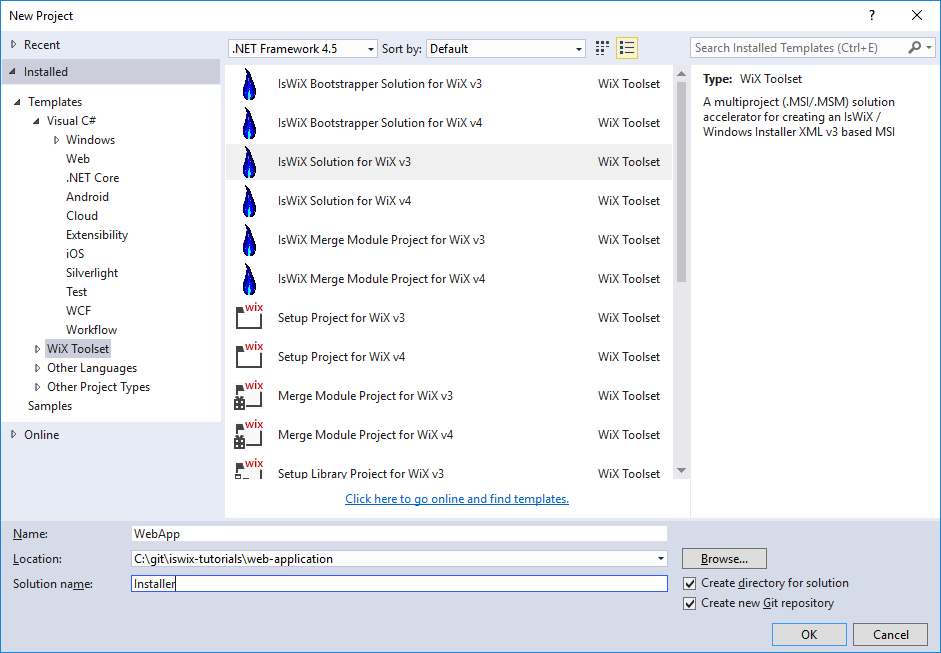 New Project
?
Recent
Installed
Templates
Visual C#
Windows
Web
.NET Core
Android
Cloud
Extensibility
iOS
Silverlight
Test
WCF
Workflow
WiX Toolset
Other Languages
Other Project Types
Samples
Online
.NET Framework 4.5
Sort by:
Default
IsWiX Bootstrapper Solution for WiX v3 WiX Toolset
IsWiX Bootstrapper Solution for WiX v4 WiX Toolset
IsWiX Solution for WiX v3 WiX Toolset
IsWiX Solution for WiX v4 WiX Toolset
IsWiX Merge Module Project for WiX v3 WiX Toolset
IsWiX Merge Module Project for WiX v4 WiX Toolset
wix
Setup Project for WiX v3 WiX Toolset
wix
Setup Project for WiX v4 WiX Toolset
wix
Merge Module Project for WiX v3 WiX Toolset
wix
Merge Module Project for WiX v4 WiX Toolset
wix
Setup Library Project for WiX v3 WiX Toolset
Click here to go online and find templates.
Search Installed Templates (Ctrl+E)
Type: WiX Toolset
A multiproject (.MSI/.MSM) solution
accelerator for creating an IsWiX /
Windows Installer XML v3 based MSI
Name: WebApp
Location: C:\git\iswix-tutorials\web-application
Browse...
Solution name: Installer
Create directory for solution
Create new Git repository
OK
Cancel